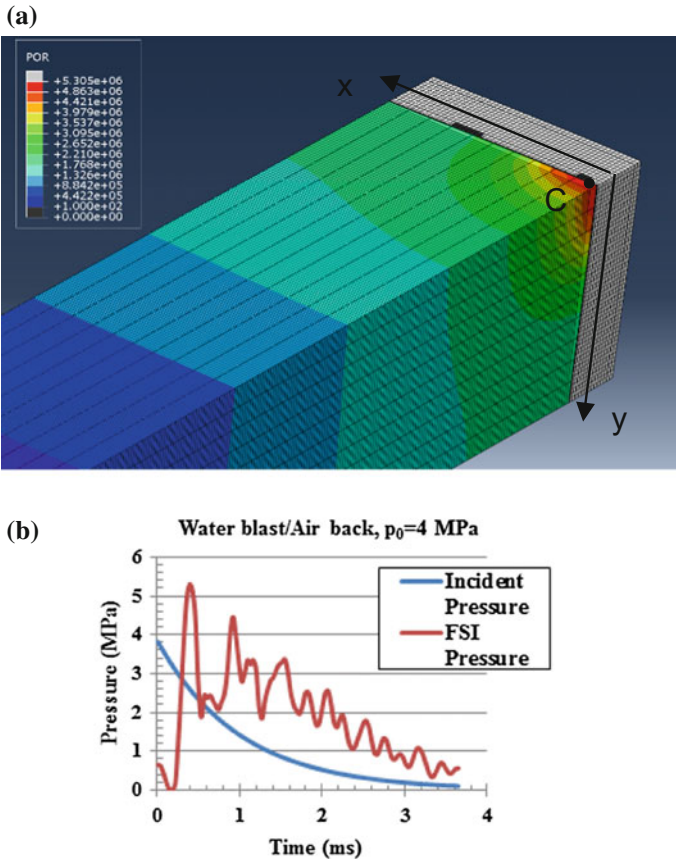 (a)
POR
+5.305e+06
+4.863e+06
+4.421e+06
+3.979e+06
+3.537e+06
+3.095e+06
+2.652e+06
+2.210e+06
+1.768e+06
+1.326e+06
+8.842e+05
+4.422e+05
+1.000e+02
+0.000e+00
x
C
y
(b)
Water blast/Air back, p₀=4 MPa
6
5
4
3
2
1
0
Pressure (MPa)
Incident
Pressure
FSI
Pressure
0 1 2 3 4
Time (ms)